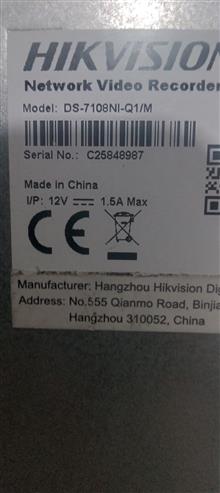 HIKVISION
Network Video Recorder
Model: DS-7108NI-Q1/M
Serial No.: C25848987
Made in China
I/P: 12V ⎓ 1.5A Max
CE
Manufacturer: Hangzhou Hikvision Dig
Address: No.555 Qianmo Road, Binjia
Hangzhou 310052, China